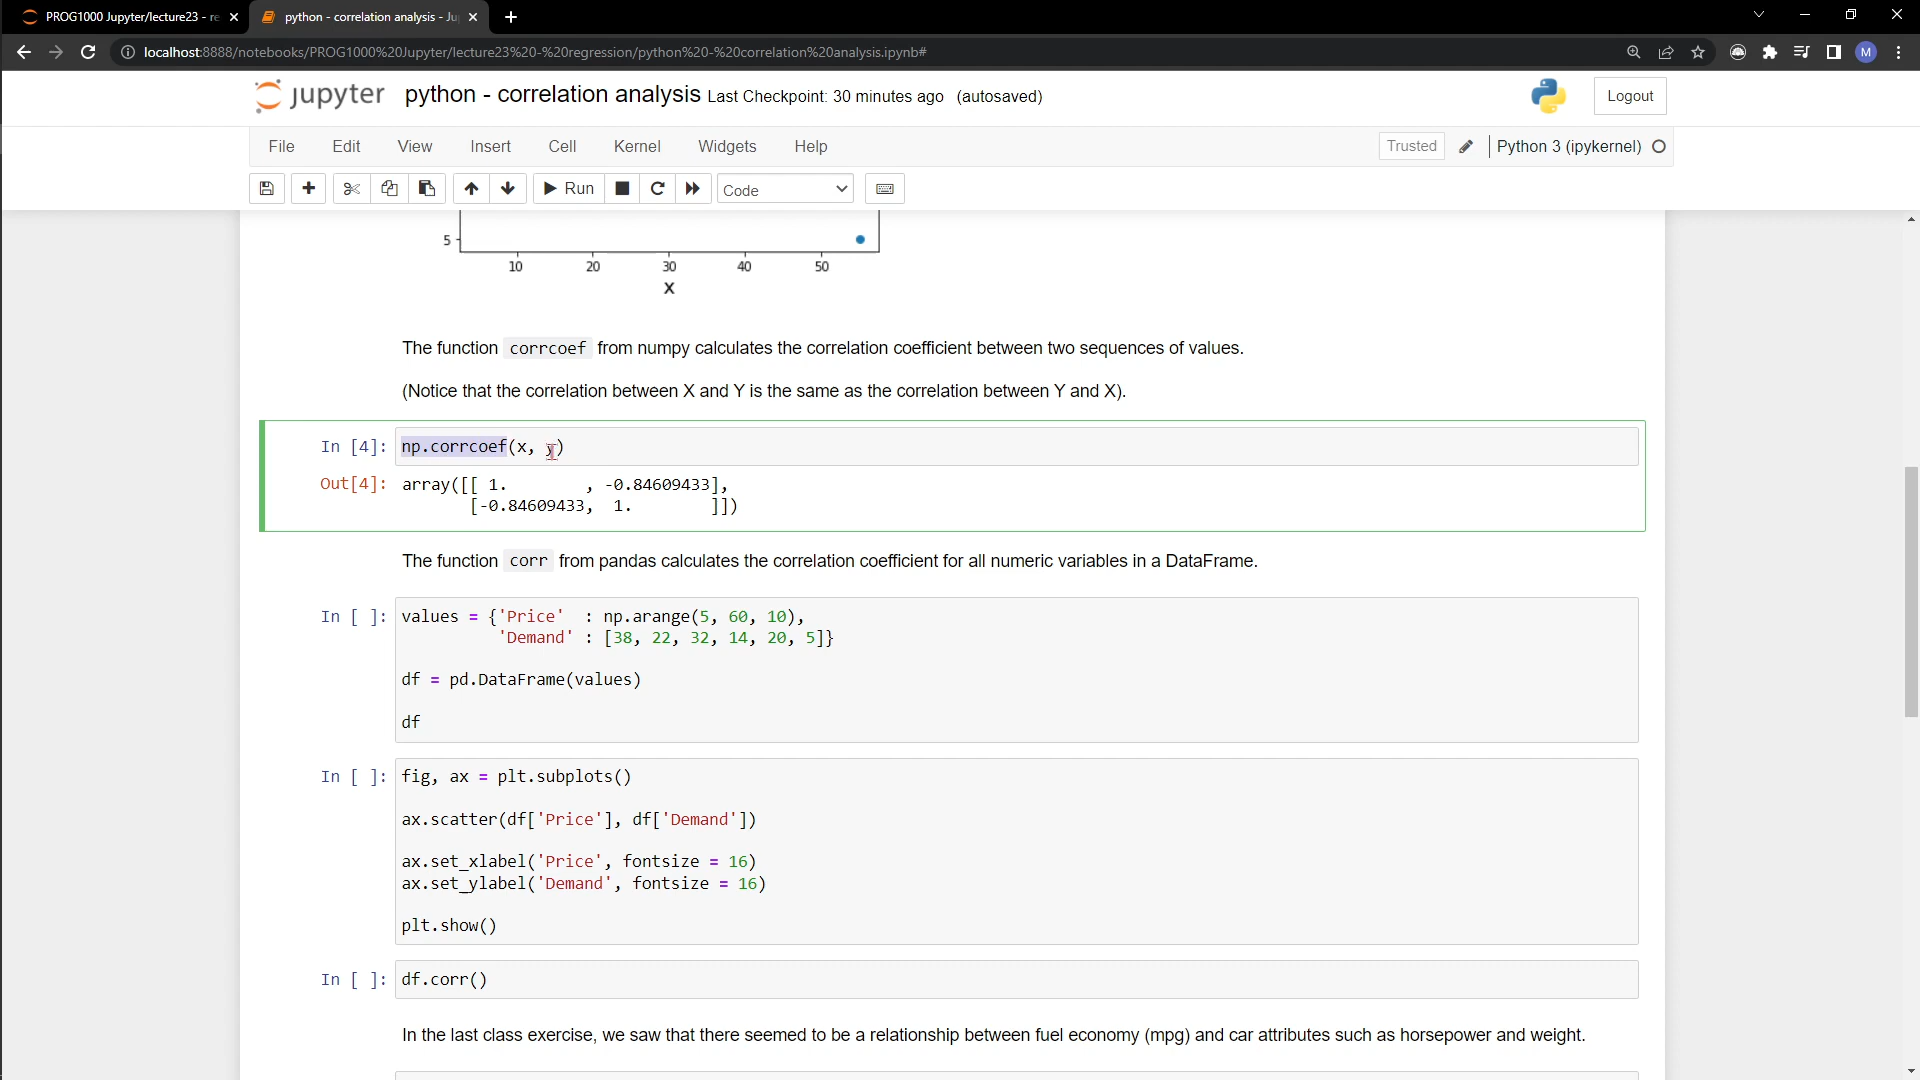 PROG1000 Jupyter/lecture23 - re
python - correlation analysis - Ju
localhost:8888/notebooks/PROG1000%20Jupyter/lecture23%20-%20regression/python%20-%20correlation%20analysis.ipynb#
M
jupyter python - correlation analysis Last Checkpoint: 30 minutes ago (autosaved)
Logout
File Edit View Insert Cell Kernel Widgets Help
Trusted Python 3 (ipykernel)
Run Code
5
10 20 30 40 50
X
The function corrcoef from numpy calculates the correlation coefficient between two sequences of values.
(Notice that the correlation between X and Y is the same as the correlation between Y and X).
In [4]: np.corrcoef(x, y)
Out[4]: array([[ 1.        , -0.84609433],
[-0.84609433,  1.        ]])
The function corr from pandas calculates the correlation coefficient for all numeric variables in a DataFrame.
In [ ]: values = {'Price'  : np.arange(5, 60, 10),
'Demand' : [38, 22, 32, 14, 20, 5]}
df = pd.DataFrame(values)
df
In [ ]: fig, ax = plt.subplots()
ax.scatter(df['Price'], df['Demand'])
ax.set_xlabel('Price', fontsize = 16)
ax.set_ylabel('Demand', fontsize = 16)
plt.show()
In [ ]: df.corr()
In the last class exercise, we saw that there seemed to be a relationship between fuel economy (mpg) and car attributes such as horsepower and weight.